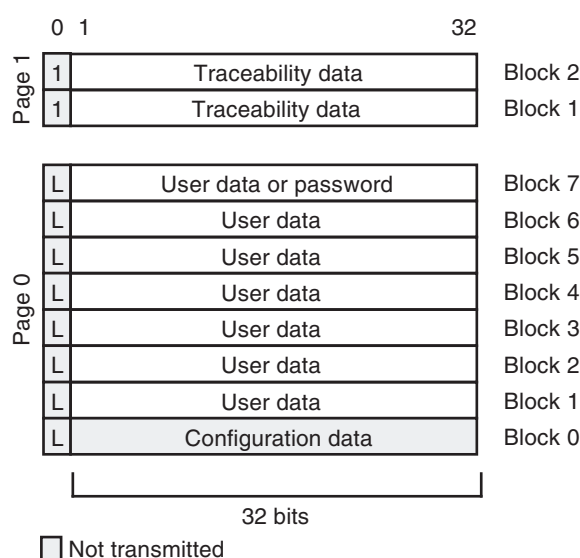 0 1 32
Page 1
1 Traceability data Block 2
1 Traceability data Block 1
Page 0
L User data or password Block 7
L User data Block 6
L User data Block 5
L User data Block 4
L User data Block 3
L User data Block 2
L User data Block 1
L Configuration data Block 0
32 bits
Not transmitted